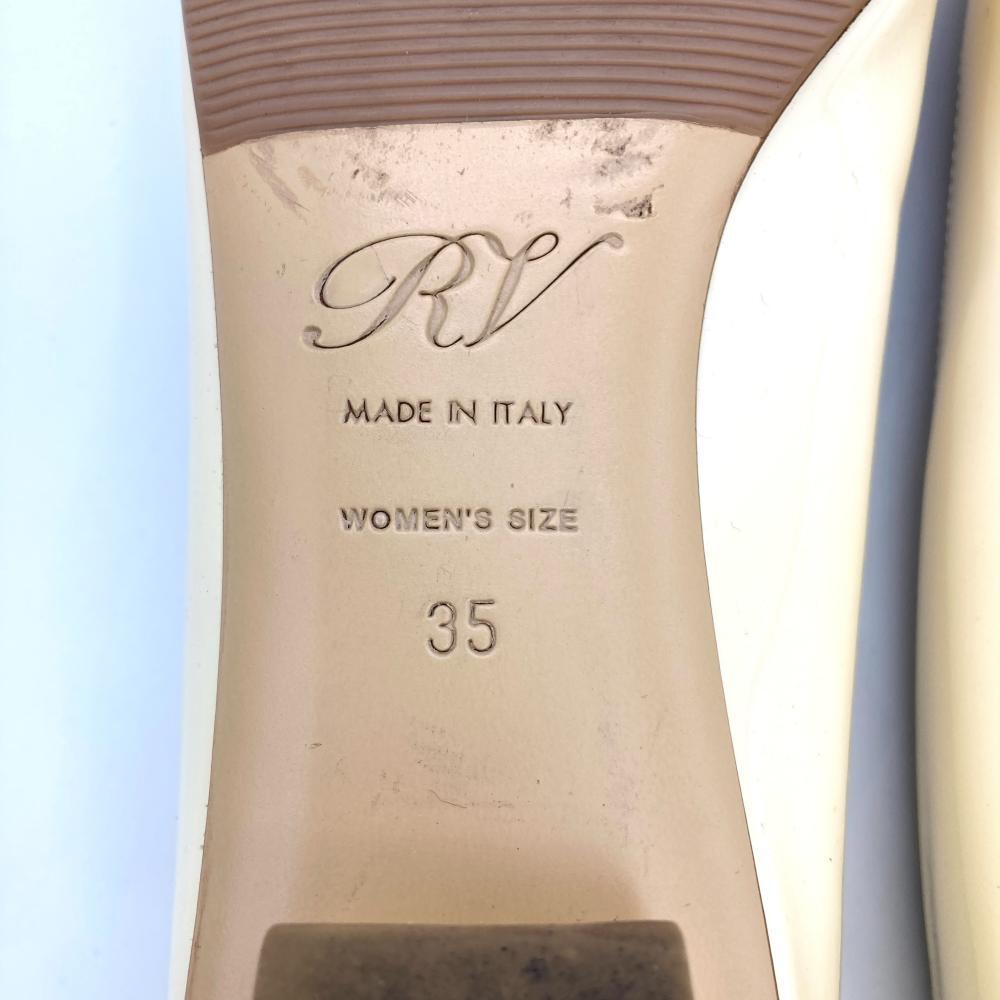 RV
MADE IN ITALY
WOMEN'S SIZE
35